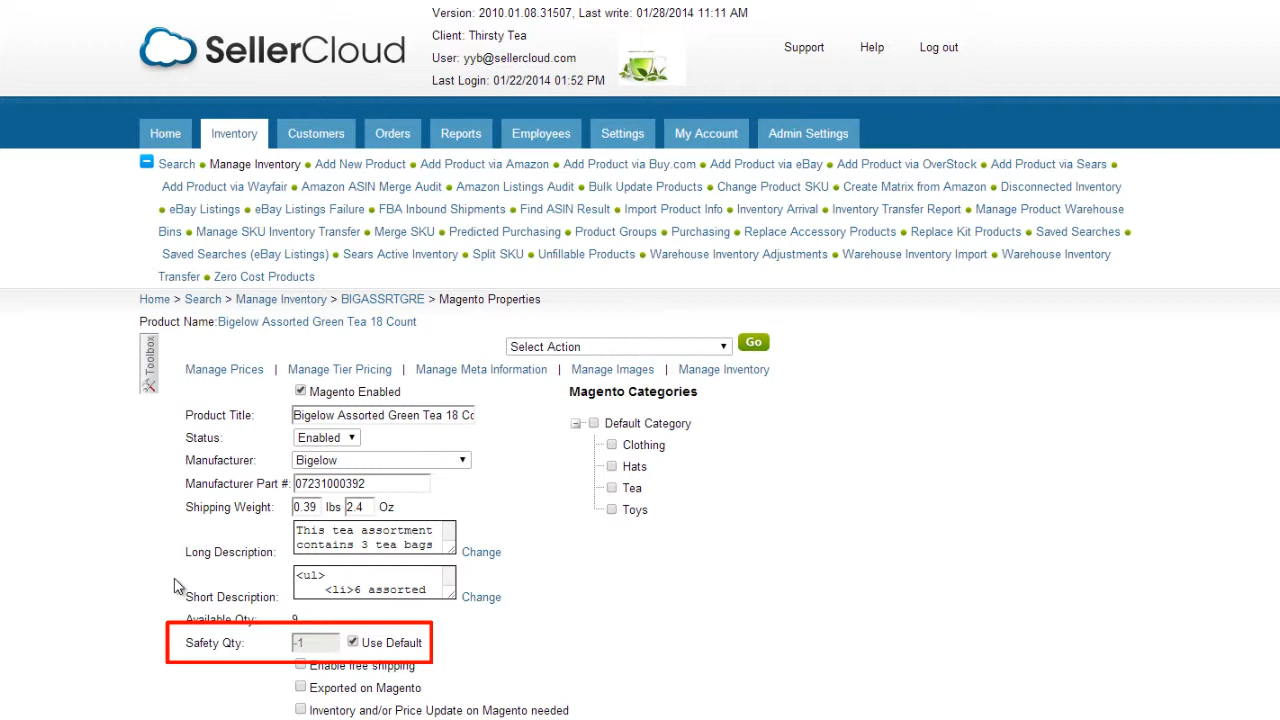 SellerCloud
Version: 2010.01.08.31507, Last write: 01/28/2014 11:11 AM
Client: Thirsty Tea
User: yyb@sellercloud.com
Last Login: 01/22/2014 01:52 PM
Support Help Log out
Home Inventory Customers Orders Reports Employees Settings My Account Admin Settings
Search • Manage Inventory • Add New Product • Add Product via Amazon • Add Product via Buy.com • Add Product via eBay • Add Product via OverStock • Add Product via Sears •
Add Product via Wayfair • Amazon ASIN Merge Audit • Amazon Listings Audit • Bulk Update Products • Change Product SKU • Create Matrix from Amazon • Disconnected Inventory
• eBay Listings • eBay Listings Failure • FBA Inbound Shipments • Find ASIN Result • Import Product Info • Inventory Arrival • Inventory Transfer Report • Manage Product Warehouse
Bins • Manage SKU Inventory Transfer • Merge SKU • Predicted Purchasing • Product Groups • Purchasing • Replace Accessory Products • Replace Kit Products • Saved Searches •
Saved Searches (eBay Listings) • Sears Active Inventory • Split SKU • Unfillable Products • Warehouse Inventory Adjustments • Warehouse Inventory Import • Warehouse Inventory
Transfer • Zero Cost Products
Home > Search > Manage Inventory > BIGASSRTGRE > Magento Properties
Product Name:Bigelow Assorted Green Tea 18 Count
Toolbox
Select Action Go
Manage Prices | Manage Tier Pricing | Manage Meta Information | Manage Images | Manage Inventory
Magento Enabled
Product Title: Bigelow Assorted Green Tea 18 Co
Status: Enabled
Manufacturer: Bigelow
Manufacturer Part #: 07231000392
Shipping Weight: 0.39 lbs 2.4 Oz
Long Description: This tea assortment
contains 3 tea bags
Change
Short Description: <ul>
<li>6 assorted
Change
Available Qty: 9
Safety Qty: -1 Use Default
Enable free shipping
Exported on Magento
Inventory and/or Price Update on Magento needed
Magento Categories
Default Category
Clothing
Hats
Tea
Toys